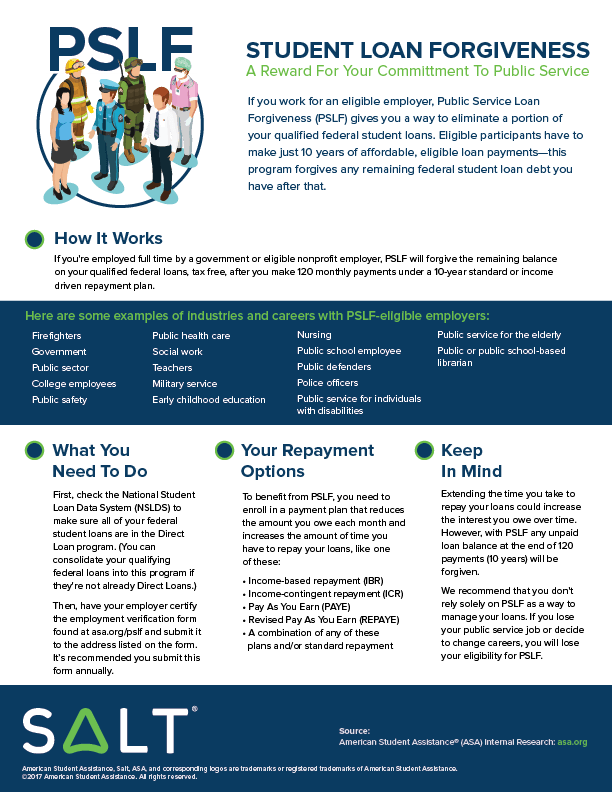 PSLF
STUDENT LOAN FORGIVENESS
A Reward For Your Committment To Public Service
If you work for an eligible employer, Public Service Loan
Forgiveness (PSLF) gives you a way to eliminate a portion of
your qualified federal student loans. Eligible participants have to
make just 10 years of affordable, eligible loan payments—this
program forgives any remaining federal student loan debt you
have after that.
How It Works
If you're employed full time by a government or eligible nonprofit employer, PSLF will forgive the remaining balance
on your qualified federal loans, tax free, after you make 120 monthly payments under a 10-year standard or income
driven repayment plan.
Here are some examples of industries and careers with PSLF-eligible employers:
Firefighters
Government
Public sector
College employees
Public safety
Public health care
Social work
Teachers
Military service
Early childhood education
Nursing
Public school employee
Public defenders
Police officers
Public service for individuals
with disabilities
Public service for the elderly
Public or public school-based
librarian
What You
Need To Do
First, check the National Student
Loan Data System (NSLDS) to
make sure all of your federal
student loans are in the Direct
Loan program. (You can
consolidate your qualifying
federal loans into this program if
they're not already Direct Loans.)
Then, have your employer certify
the employment verification form
found at asa.org/pslf and submit it
to the address listed on the form.
It's recommended you submit this
form annually.
Your Repayment
Options
To benefit from PSLF, you need to
enroll in a payment plan that reduces
the amount you owe each month and
increases the amount of time you
have to repay your loans, like one
of these:
• Income-based repayment (IBR)
• Income-contingent repayment (ICR)
• Pay As You Earn (PAYE)
• Revised Pay As You Earn (REPAYE)
• A combination of any of these
plans and/or standard repayment
Keep
In Mind
Extending the time you take to
repay your loans could increase
the interest you owe over time.
However, with PSLF any unpaid
loan balance at the end of 120
payments (10 years) will be
forgiven.
We recommend that you don't
rely solely on PSLF as a way to
manage your loans. If you lose
your public service job or decide
to change careers, you will lose
your eligibility for PSLF.
SALT®
Source:
American Student Assistance® (ASA) Internal Research: asa.org
American Student Assistance, Salt, ASA, and corresponding logos are trademarks or registered trademarks of American Student Assistance.
©2017 American Student Assistance. All rights reserved.